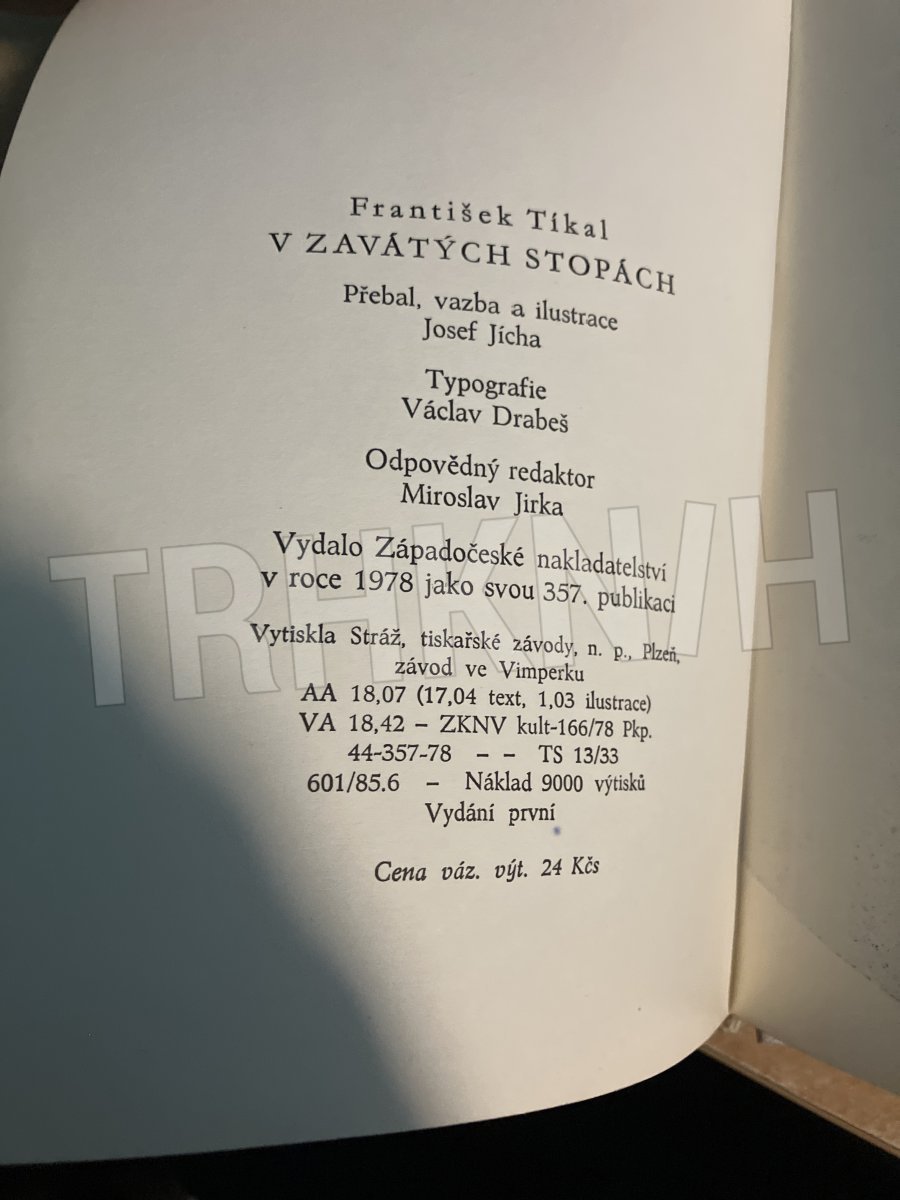 František Tíkal
V ZAVÁTÝCH STOPÁCH
Přebal, vazba a ilustrace
Josef Jícha
Typografie
Václav Drabeš
Odpovědný redaktor
Miroslav Jirka
Vydalo Západočeské nakladatelství
v roce 1978 jako svou 357. publikaci
Vytiskla Stráž, tiskařské závody, n. p., Plzeň,
závod ve Vimperku
AA 18,07 (17,04 text, 1,03 ilustrace)
VA 18,42 – ZKNV kult-166/78 Pkp.
44-357-78 – – TS 13/33
601/85.6 – Náklad 9000 výtisků
Vydání první
Cena váz. výt. 24 Kčs
TRHKNIH